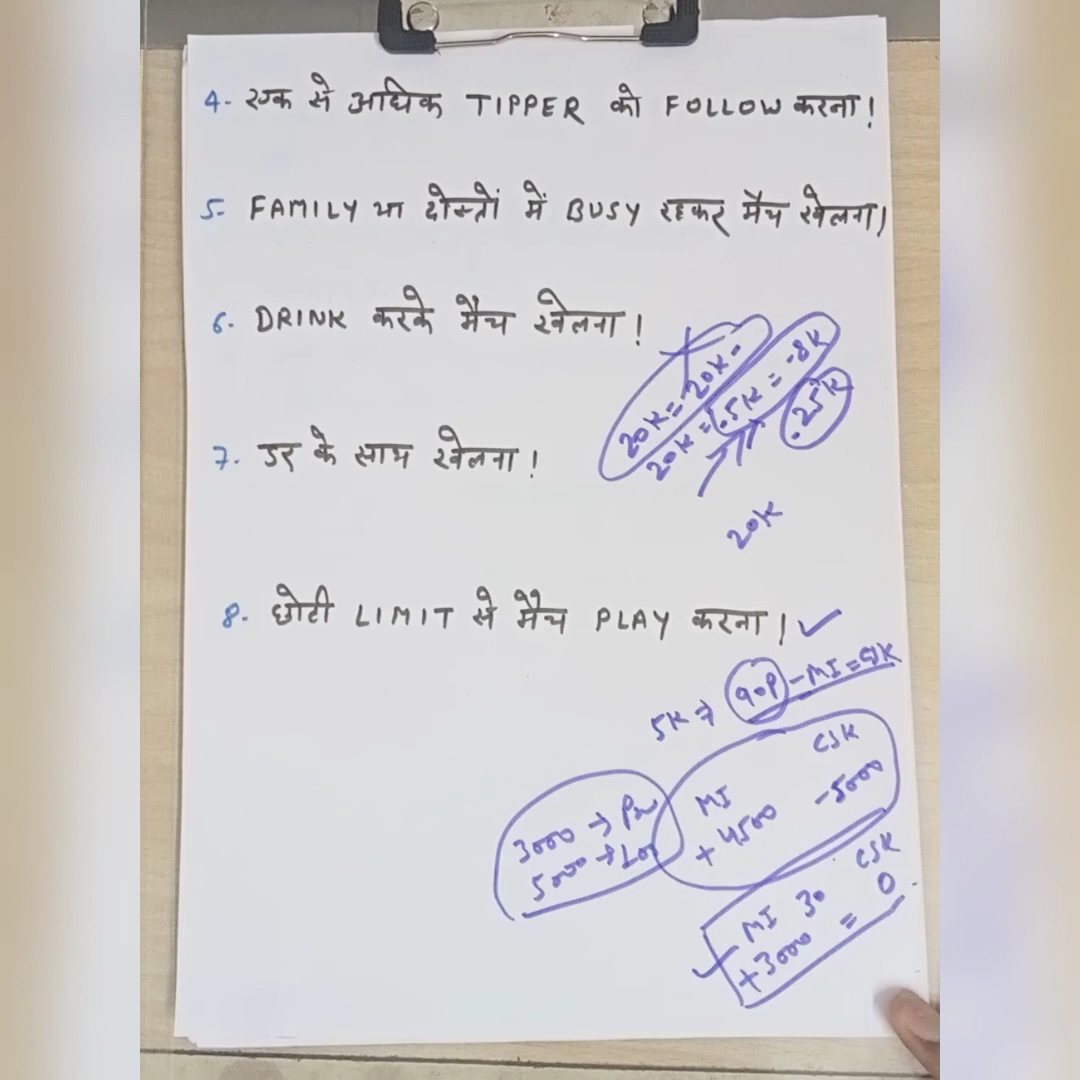 4- एक से अधिक TIPPER को FOLLOW करना!
5- FAMILY या दोस्तों में BUSY रहकर मैच खेलना।
6- DRINK करके मैच खेलना!
20K = 20K -
20K = .5K = -8K
.25K
7. डर के साथ खेलना!
20K
8. छोटी LIMIT से मैच PLAY करना।
5K → 90P - MI = 9K
MI CSK
+4500 -5000
3000 →
5000 →
MI 30 CSK
+3000 = 0